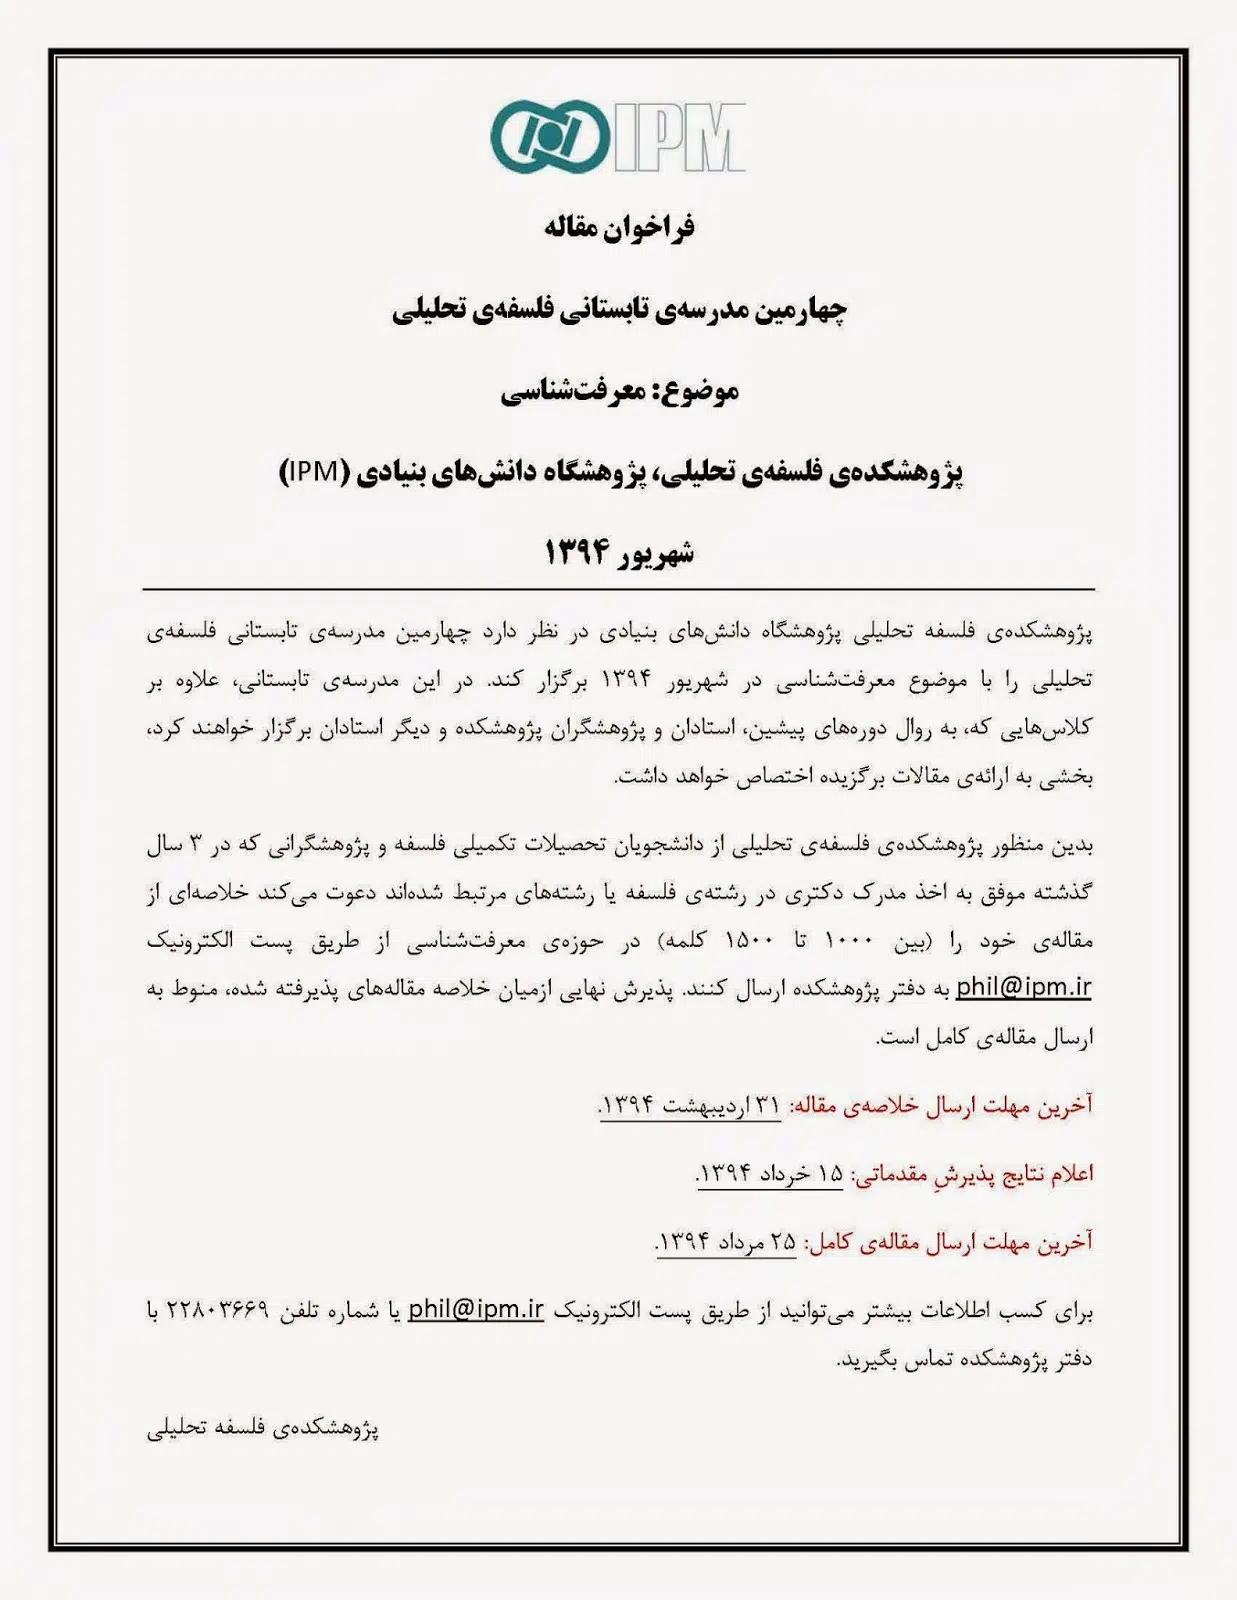 IPM
فراخوان مقاله
چهارمین مدرسه‌ی تابستانی فلسفه‌ی تحلیلی
موضوع: معرفت‌شناسی
پژوهشکده‌ی فلسفه‌ی تحلیلی، پژوهشگاه دانش‌های بنیادی (IPM)
شهریور ۱۳۹۴
پژوهشکده‌ی فلسفه تحلیلی پژوهشگاه دانش‌های بنیادی در نظر دارد چهارمین مدرسه‌ی تابستانی فلسفه‌ی
تحلیلی را با موضوع معرفت‌شناسی در شهریور ۱۳۹۴ برگزار کند. در این مدرسه‌ی تابستانی، علاوه بر
کلاس‌هایی که، به روال دوره‌های پیشین، استادان و پژوهشگران پژوهشکده و دیگر استادان برگزار خواهند کرد،
بخشی به ارائه‌ی مقالات برگزیده اختصاص خواهد داشت.
بدین منظور پژوهشکده‌ی فلسفه‌ی تحلیلی از دانشجویان تحصیلات تکمیلی فلسفه و پژوهشگرانی که در ۳ سال
گذشته موفق به اخذ مدرک دکتری در رشته‌ی فلسفه یا رشته‌های مرتبط شده‌اند دعوت می‌کند خلاصه‌ای از
مقاله‌ی خود را (بین ۱۰۰۰ تا ۱۵۰۰ کلمه) در حوزه‌ی معرفت‌شناسی از طریق پست الکترونیک
phil@ipm.ir به دفتر پژوهشکده ارسال کنند. پذیرش نهایی ازمیان خلاصه مقاله‌های پذیرفته شده، منوط به
ارسال مقاله‌ی کامل است.
آخرین مهلت ارسال خلاصه‌ی مقاله: ۳۱ اردیبهشت ۱۳۹۴.
اعلام نتایج پذیرشِ مقدماتی: ۱۵ خرداد ۱۳۹۴.
آخرین مهلت ارسال مقاله‌ی کامل: ۲۵ مرداد ۱۳۹۴.
برای کسب اطلاعات بیشتر می‌توانید از طریق پست الکترونیک phil@ipm.ir یا شماره تلفن ۲۲۸۰۳۶۶۹ با
دفتر پژوهشکده تماس بگیرید.
پژوهشکده‌ی فلسفه تحلیلی